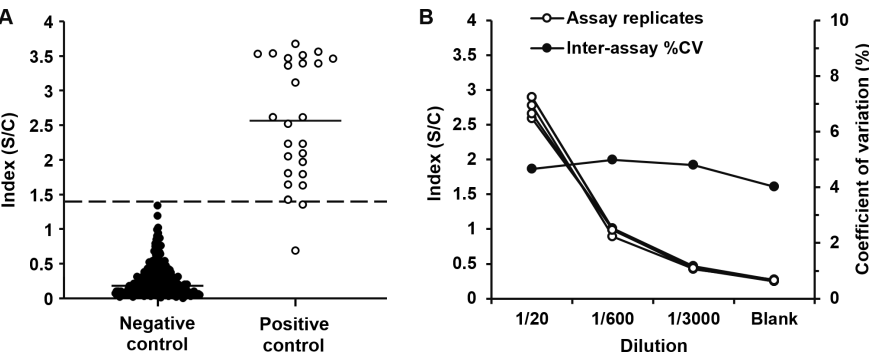 A
Index (S/C)
4
3.5
3
2.5
2
1.5
1
0.5
0
Negative
control
Positive
control
B
Index (S/C)
4
3.5
3
2.5
2
1.5
1
0.5
0
Assay replicates
Inter-assay %CV
10
8
6
4
2
0
Coefficient of variation (%)
1/20
1/600
1/3000
Blank
Dilution